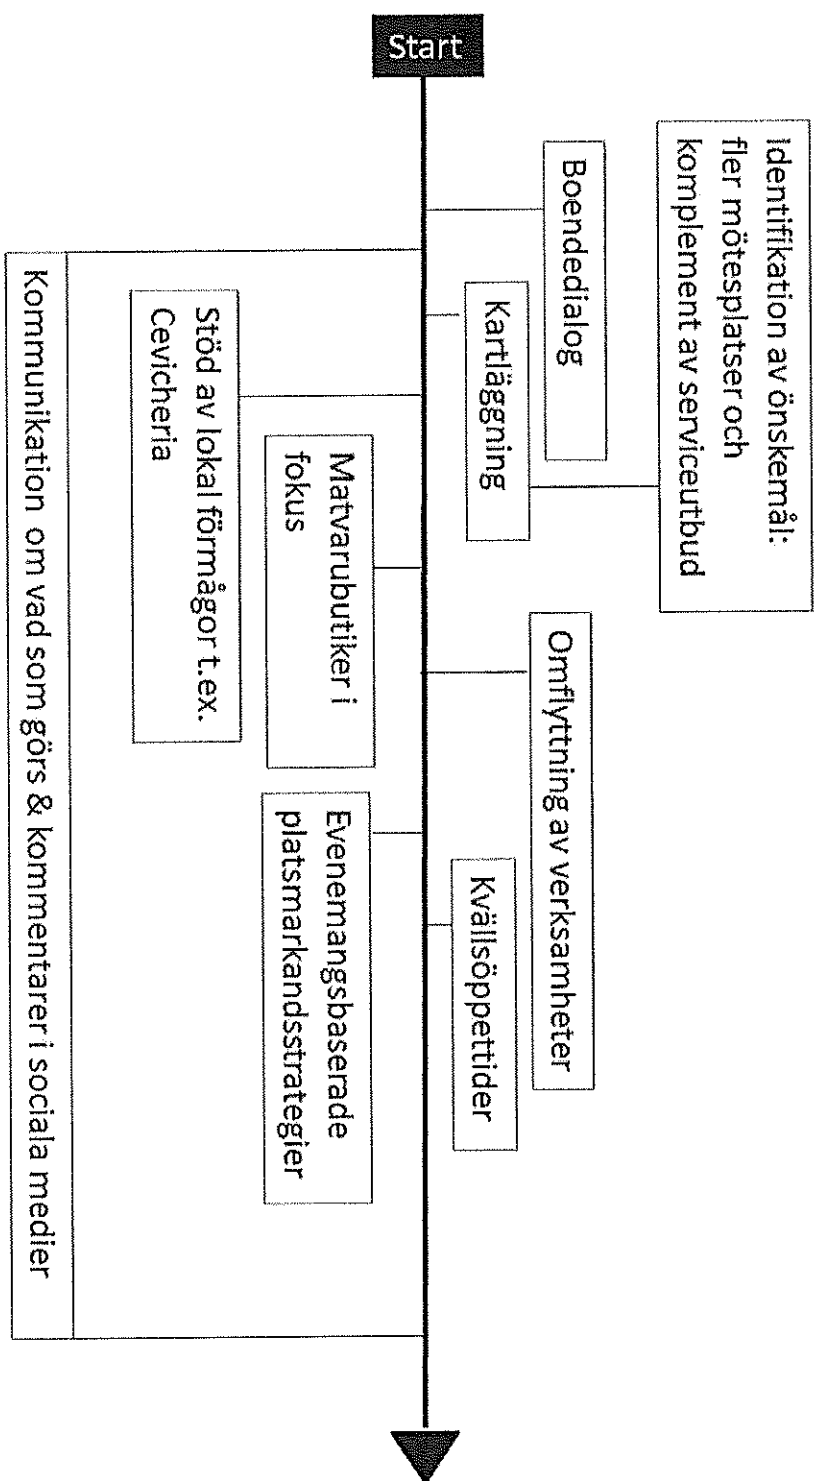 Identifikation av önskemål:
fler mötesplatser och
komplement av serviceutbud
Boendedialog
Kartläggning
Omflyttning av verksamheter
Kvällsöppettider
Start
Matvarubutiker i
fokus
Evenemangsbaserade
platsmarkandsstrategier
Stöd av lokal förmågor t.ex.
Cevicheria
Kommunikation om vad som görs & kommentarer i sociala medier